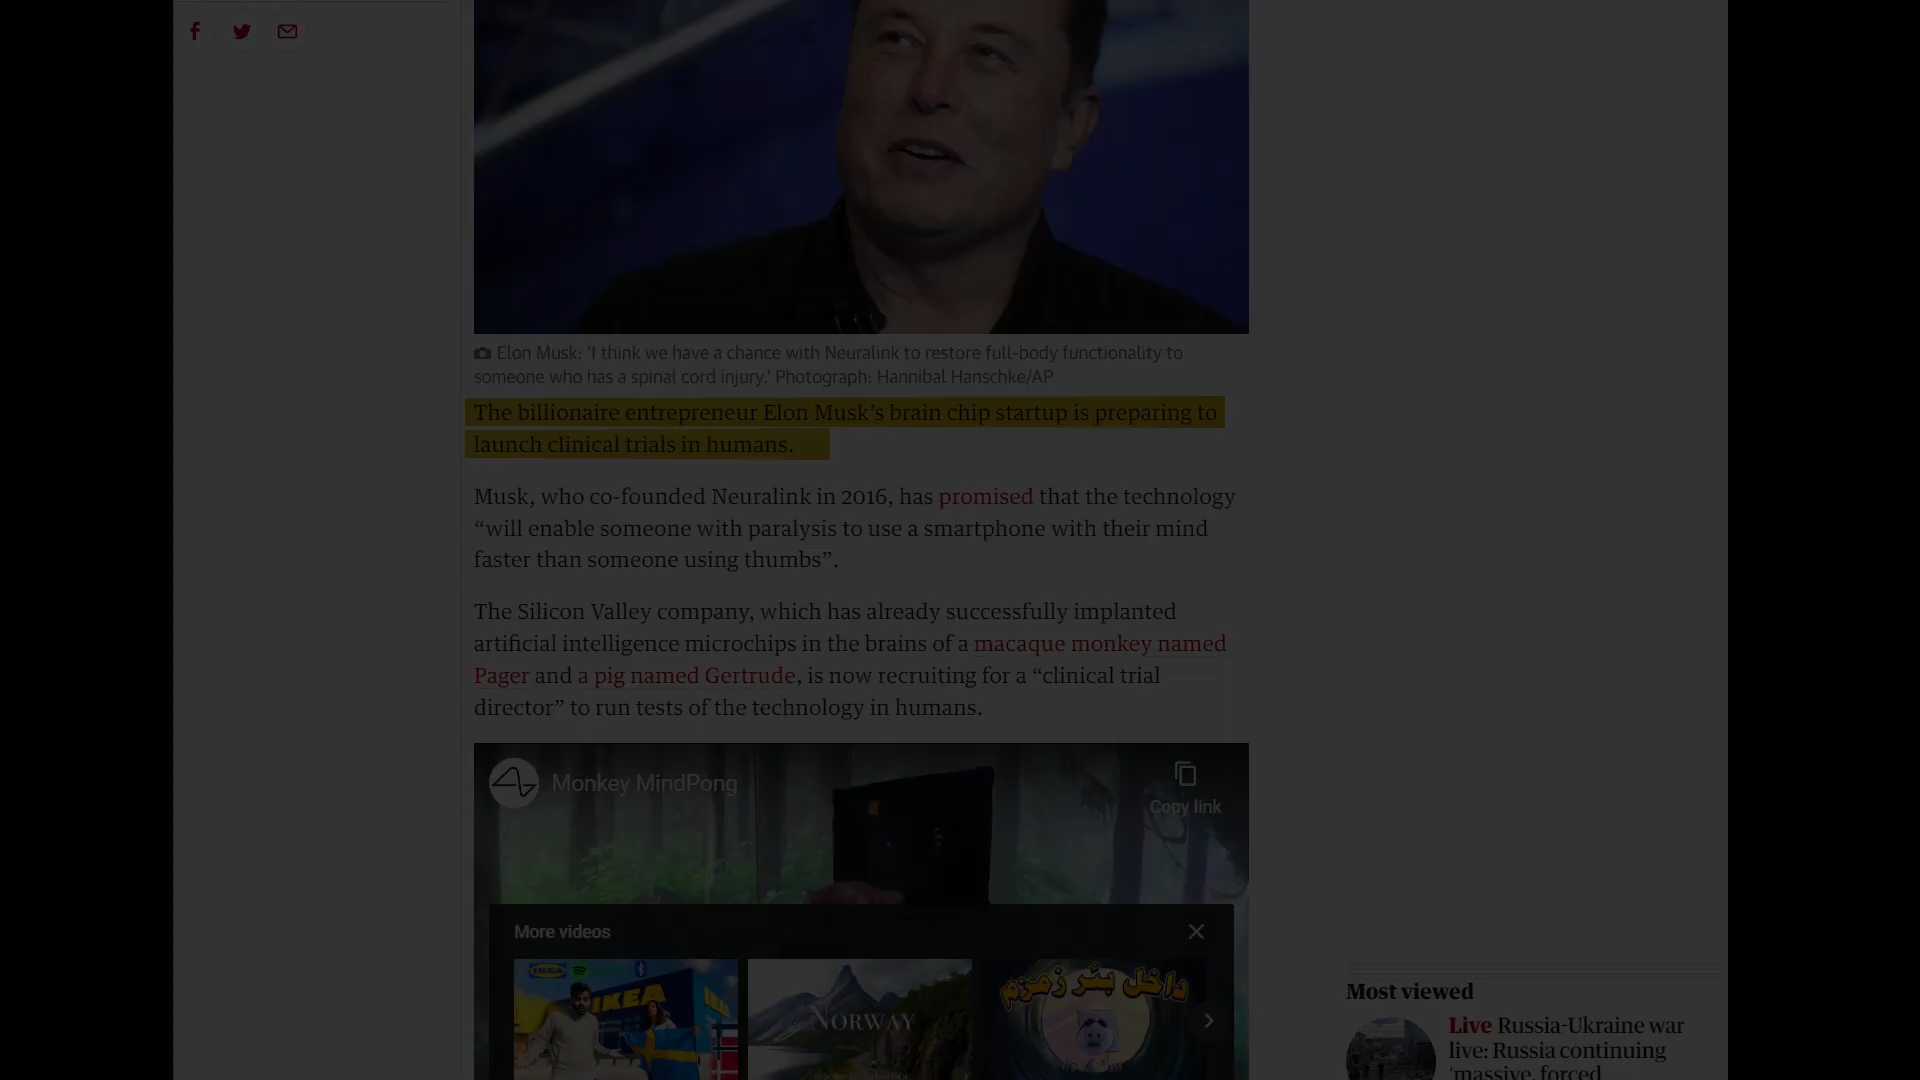 Elon Musk: 'I think we have a chance with Neuralink to restore full-body functionality to
someone who has a spinal cord injury.' Photograph: Hannibal Hanschke/AP
The billionaire entrepreneur Elon Musk’s brain chip startup is preparing to
launch clinical trials in humans.
Musk, who co-founded Neuralink in 2016, has promised that the technology
“will enable someone with paralysis to use a smartphone with their mind
faster than someone using thumbs”.
The Silicon Valley company, which has already successfully implanted
artificial intelligence microchips in the brains of a macaque monkey named
Pager and a pig named Gertrude, is now recruiting for a “clinical trial
director” to run tests of the technology in humans.
Monkey MindPong
Copy link
More videos
IKEA
IKEA
IKEA
NORWAY
داخل بئر زمزم
Most viewed
Live Russia-Ukraine war
live: Russia continuing
‘massive, forced